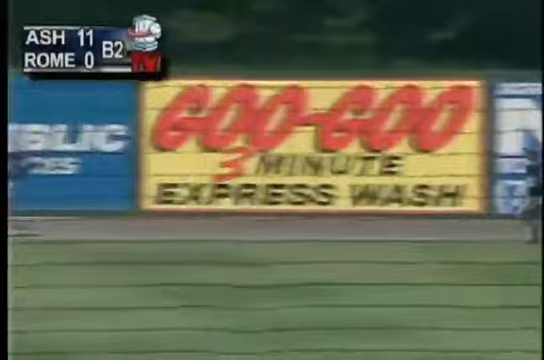 ASH 11
ROME 0
B2
GOO-GOO
3 MINUTE
EXPRESS WASH